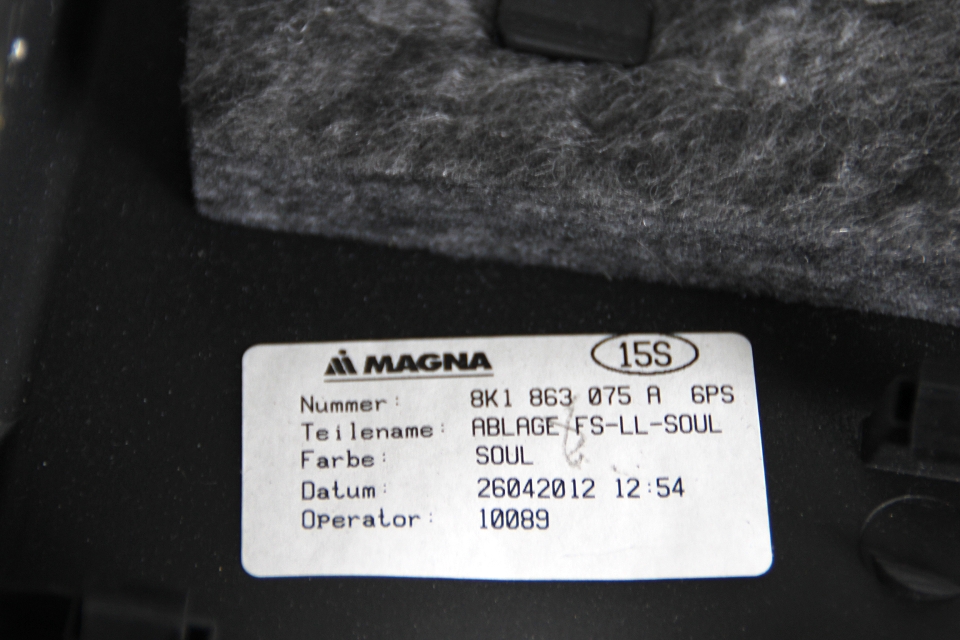 MAGNA 15S
Nummer: 8K1 863 075 A 6PS
Teilename: ABLAGE FS-LL-SOUL
Farbe: SOUL
Datum: 26042012 12:54
Operator: 10089